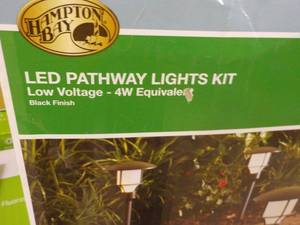 HAMPTON
BAY
LED PATHWAY LIGHTS KIT
Low Voltage - 4W Equivalent
Black Finish